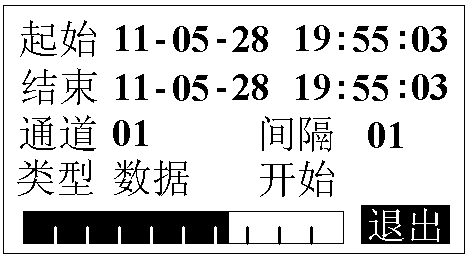 起始 11-05-28 19:55:03
结束 11-05-28 19:55:03
通道 01 间隔 01
类型 数据 开始
退出